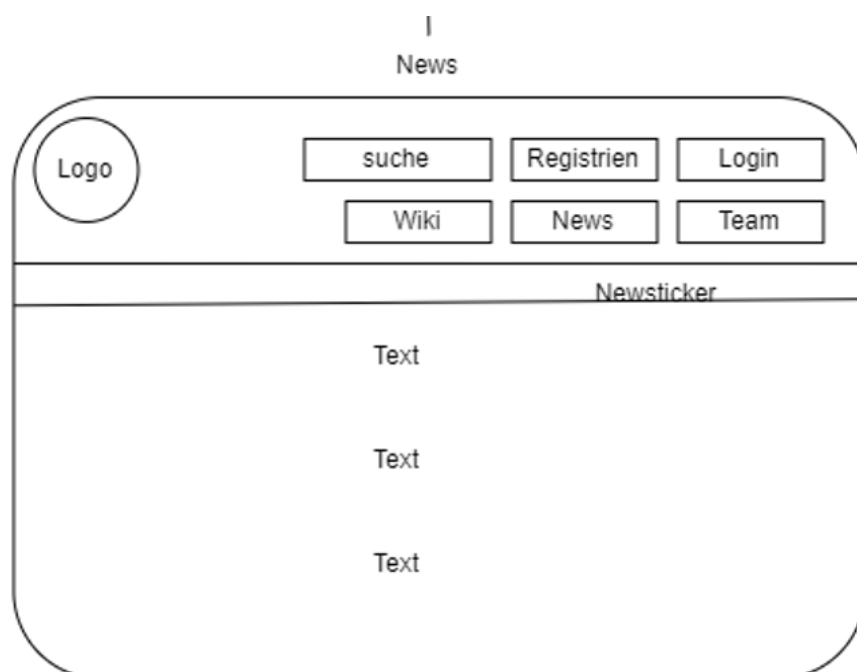 News
Logo
suche Registrien Login
Wiki News Team
Newsticker
Text
Text
Text